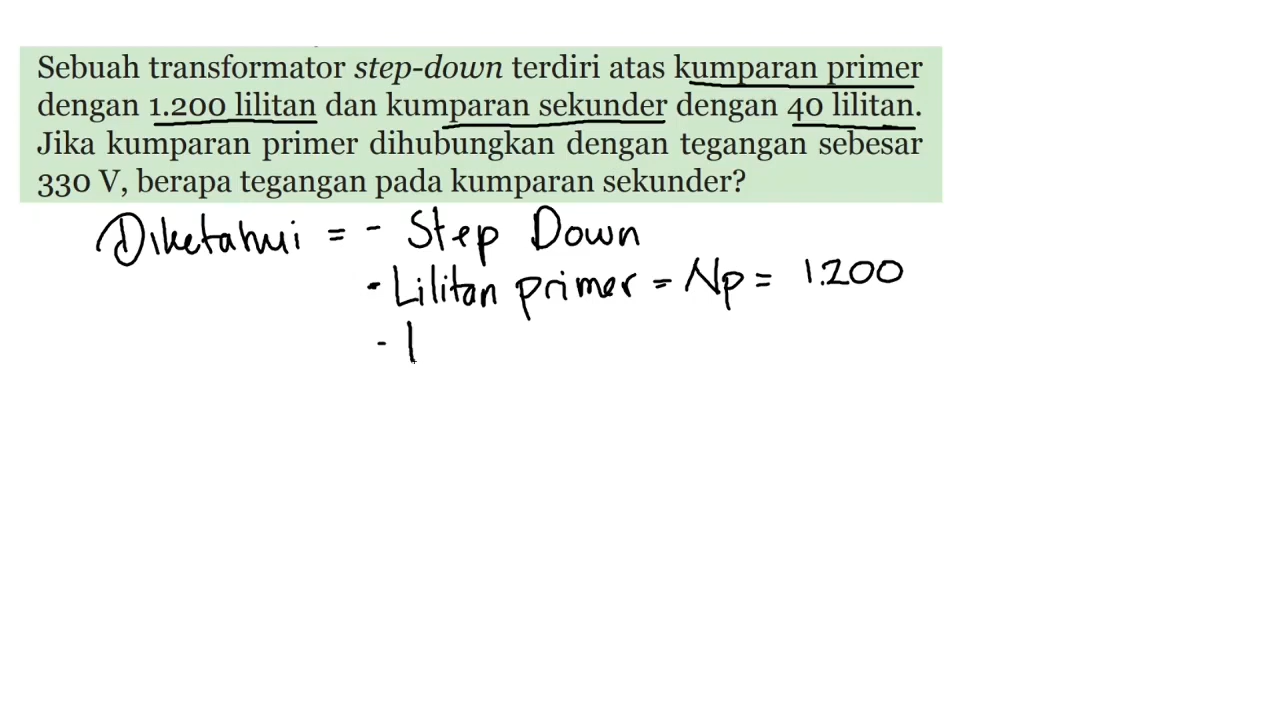 Sebuah transformator step-down terdiri atas kumparan primer
dengan 1.200 lilitan dan kumparan sekunder dengan 40 lilitan.
Jika kumparan primer dihubungkan dengan tegangan sebesar
330 V, berapa tegangan pada kumparan sekunder?
Diketahui = - Step Down
- Lilitan primer = Np = 1.200
-